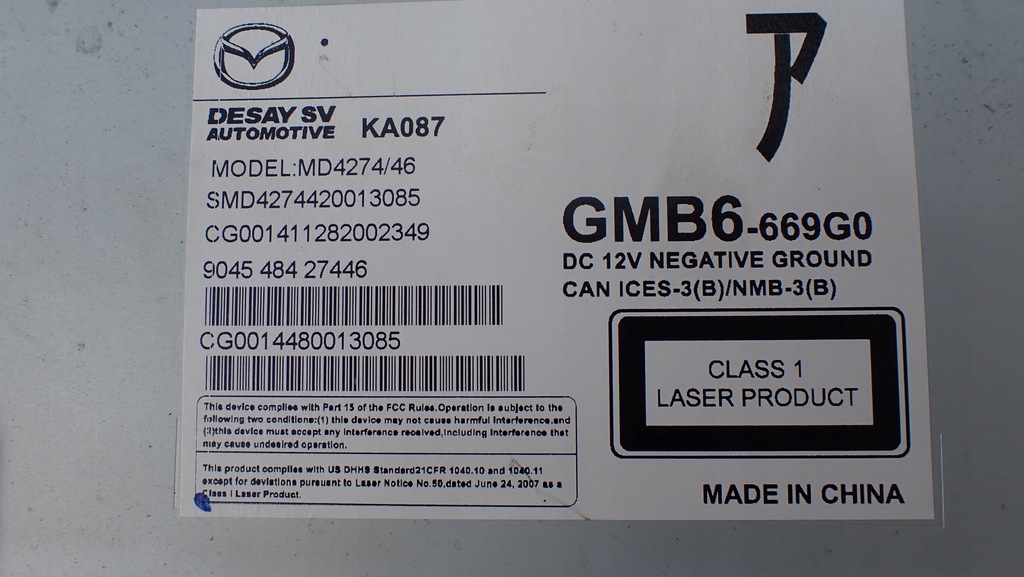 DESAY SV
AUTOMOTIVE KA087
MODEL:MD4274/46
SMD4274420013085
CG001411282002349
9045 484 27446
CG0014480013085
This device complies with Part 15 of the FCC Rules.Operation is subject to the
following two conditions:(1) this device may not cause harmful interference,and
(3)this device must accept any interference received,including interference that
may cause undesired operation.
This product complies with US DHHS Standard21CFR 1040.10 and 1040.11
except for deviations pursuant to Laser Notice No.50,dated June 24, 2007 as a
Class I Laser Product.
ア
GMB6-669G0
DC 12V NEGATIVE GROUND
CAN ICES-3(B)/NMB-3(B)
CLASS 1
LASER PRODUCT
MADE IN CHINA